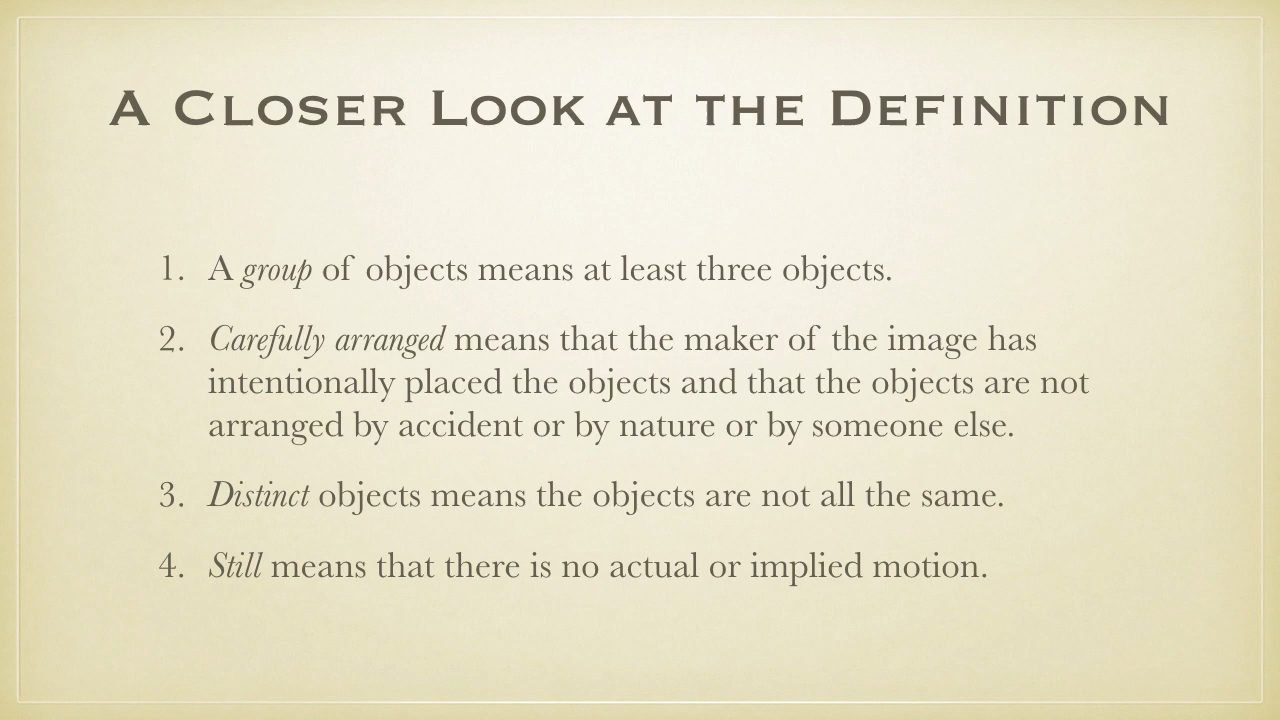 A Closer Look at the Definition
1. A group of objects means at least three objects.
2. Carefully arranged means that the maker of the image has
intentionally placed the objects and that the objects are not
arranged by accident or by nature or by someone else.
3. Distinct objects means the objects are not all the same.
4. Still means that there is no actual or implied motion.